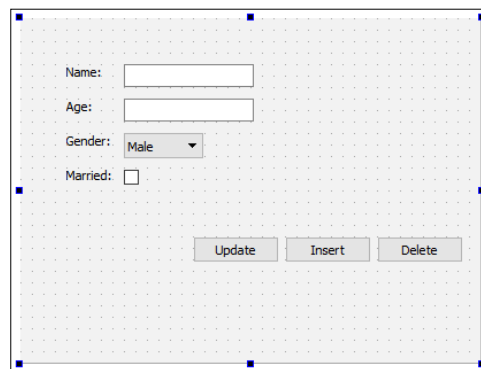 Name:
Age:
Gender: Male
Married:
Update Insert Delete